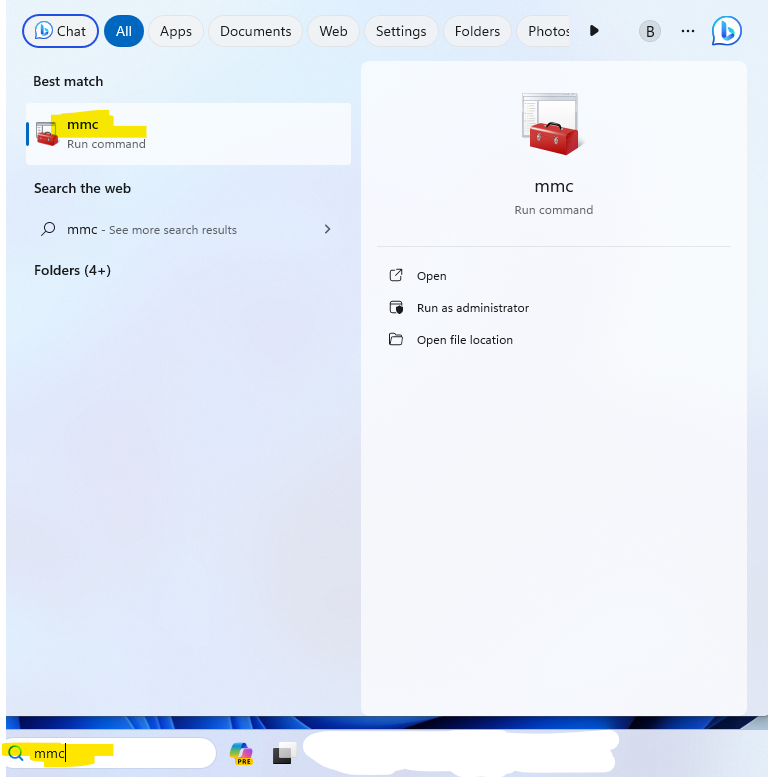 Chat All Apps Documents Web Settings Folders Photos B ...
Best match
mmc
Run command
Search the web
mmc - See more search results
Folders (4+)
mmc
Run command
Open
Run as administrator
Open file location
mmc
PRE